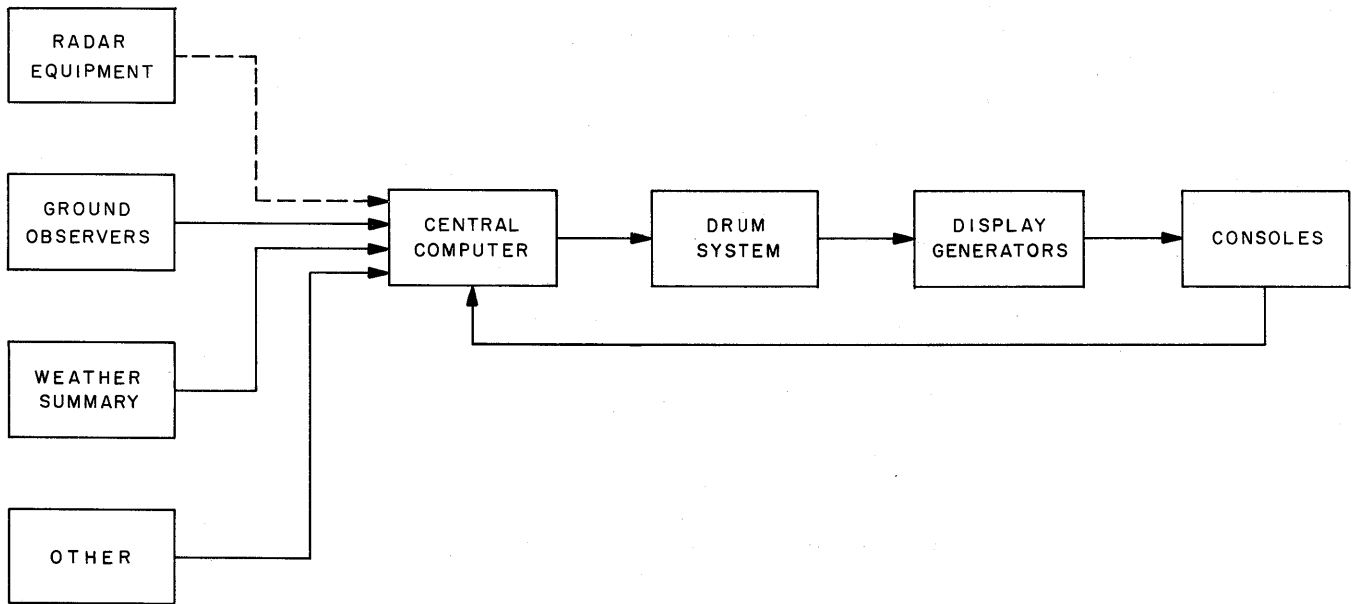 RADAR
EQUIPMENT
GROUND
OBSERVERS
WEATHER
SUMMARY
OTHER
CENTRAL
COMPUTER
DRUM
SYSTEM
DISPLAY
GENERATORS
CONSOLES